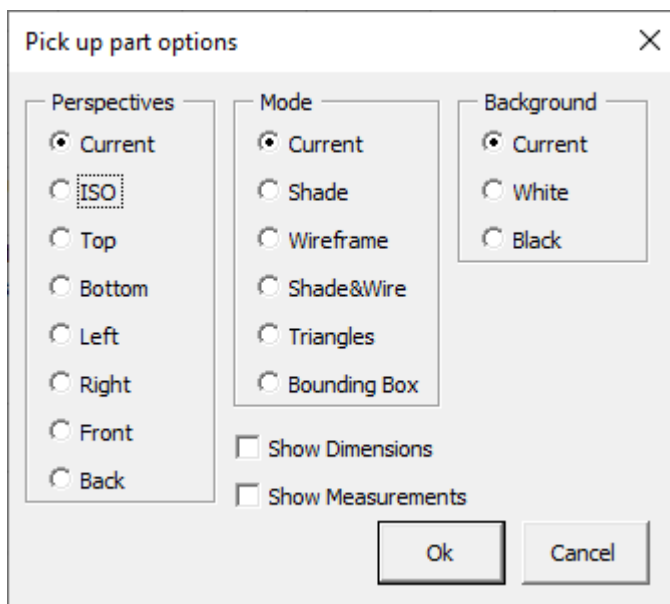 Pick up part options
Perspectives
Current
ISO
Top
Bottom
Left
Right
Front
Back
Mode
Current
Shade
Wireframe
Shade&Wire
Triangles
Bounding Box
Background
Current
White
Black
Show Dimensions
Show Measurements
Ok
Cancel